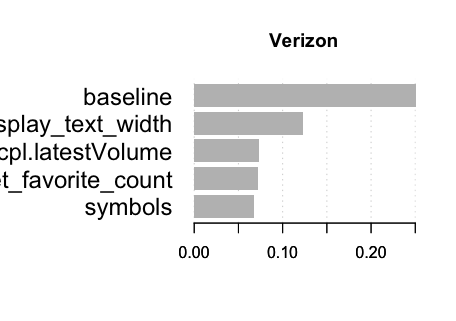 Verizon
baseline
splay_text_width
cpl.latestVolume
t_favorite_count
symbols
0.00 0.10 0.20